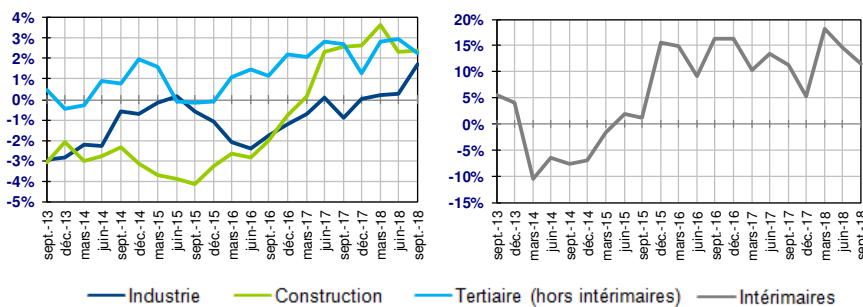 4%
3%
2%
1%
0%
-1%
-2%
-3%
-4%
-5%
sept.-13
déc.-13
mars-14
juin-14
sept.-14
déc.-14
mars-15
juin-15
sept.-15
déc.-15
mars-16
juin-16
sept.-16
déc.-16
mars-17
juin-17
sept.-17
déc.-17
mars-18
juin-18
sept.-18
20%
15%
10%
5%
0%
-5%
-10%
-15%
sept.-13
déc.-13
mars-14
juin-14
sept.-14
déc.-14
mars-15
juin-15
sept.-15
déc.-15
mars-16
juin-16
sept.-16
déc.-16
mars-17
juin-17
sept.-17
déc.-17
mars-18
juin-18
sept.-18
Industrie Construction Tertiaire (hors intérimaires) Intérimaires